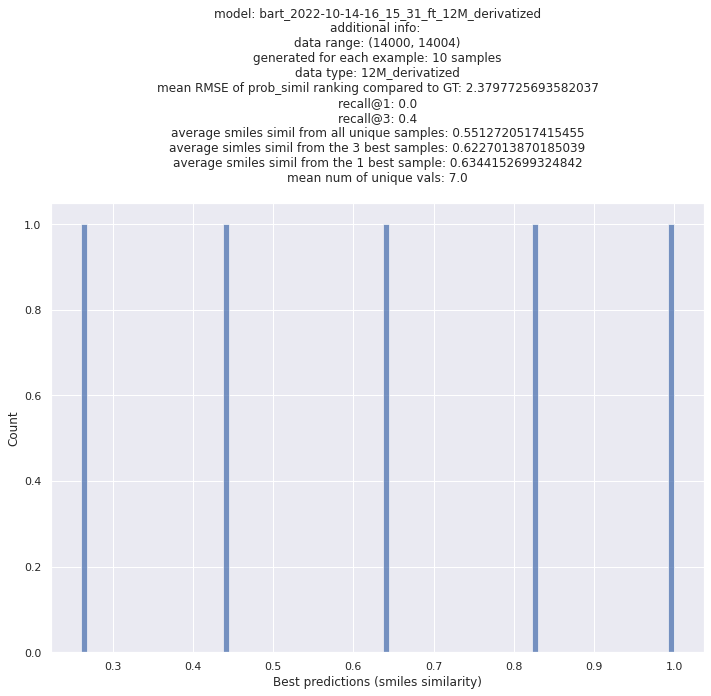 model: bart_2022-10-14-16_15_31_ft_12M_derivatized
additional info:
data range: (14000, 14004)
generated for each example: 10 samples
data type: 12M_derivatized
mean RMSE of prob_simil ranking compared to GT: 2.3797725693582037
recall@1: 0.0
recall@3: 0.4
average smiles simil from all unique samples: 0.5512720517415455
average smiles simil from the 3 best samples: 0.6227013870185039
average smiles simil from the 1 best sample: 0.6344152699324842
mean num of unique vals: 7.0
1.0
0.8
0.6
0.4
0.2
0.0
Count
0.3 0.4 0.5 0.6 0.7 0.8 0.9 1.0
Best predictions (smiles similarity)